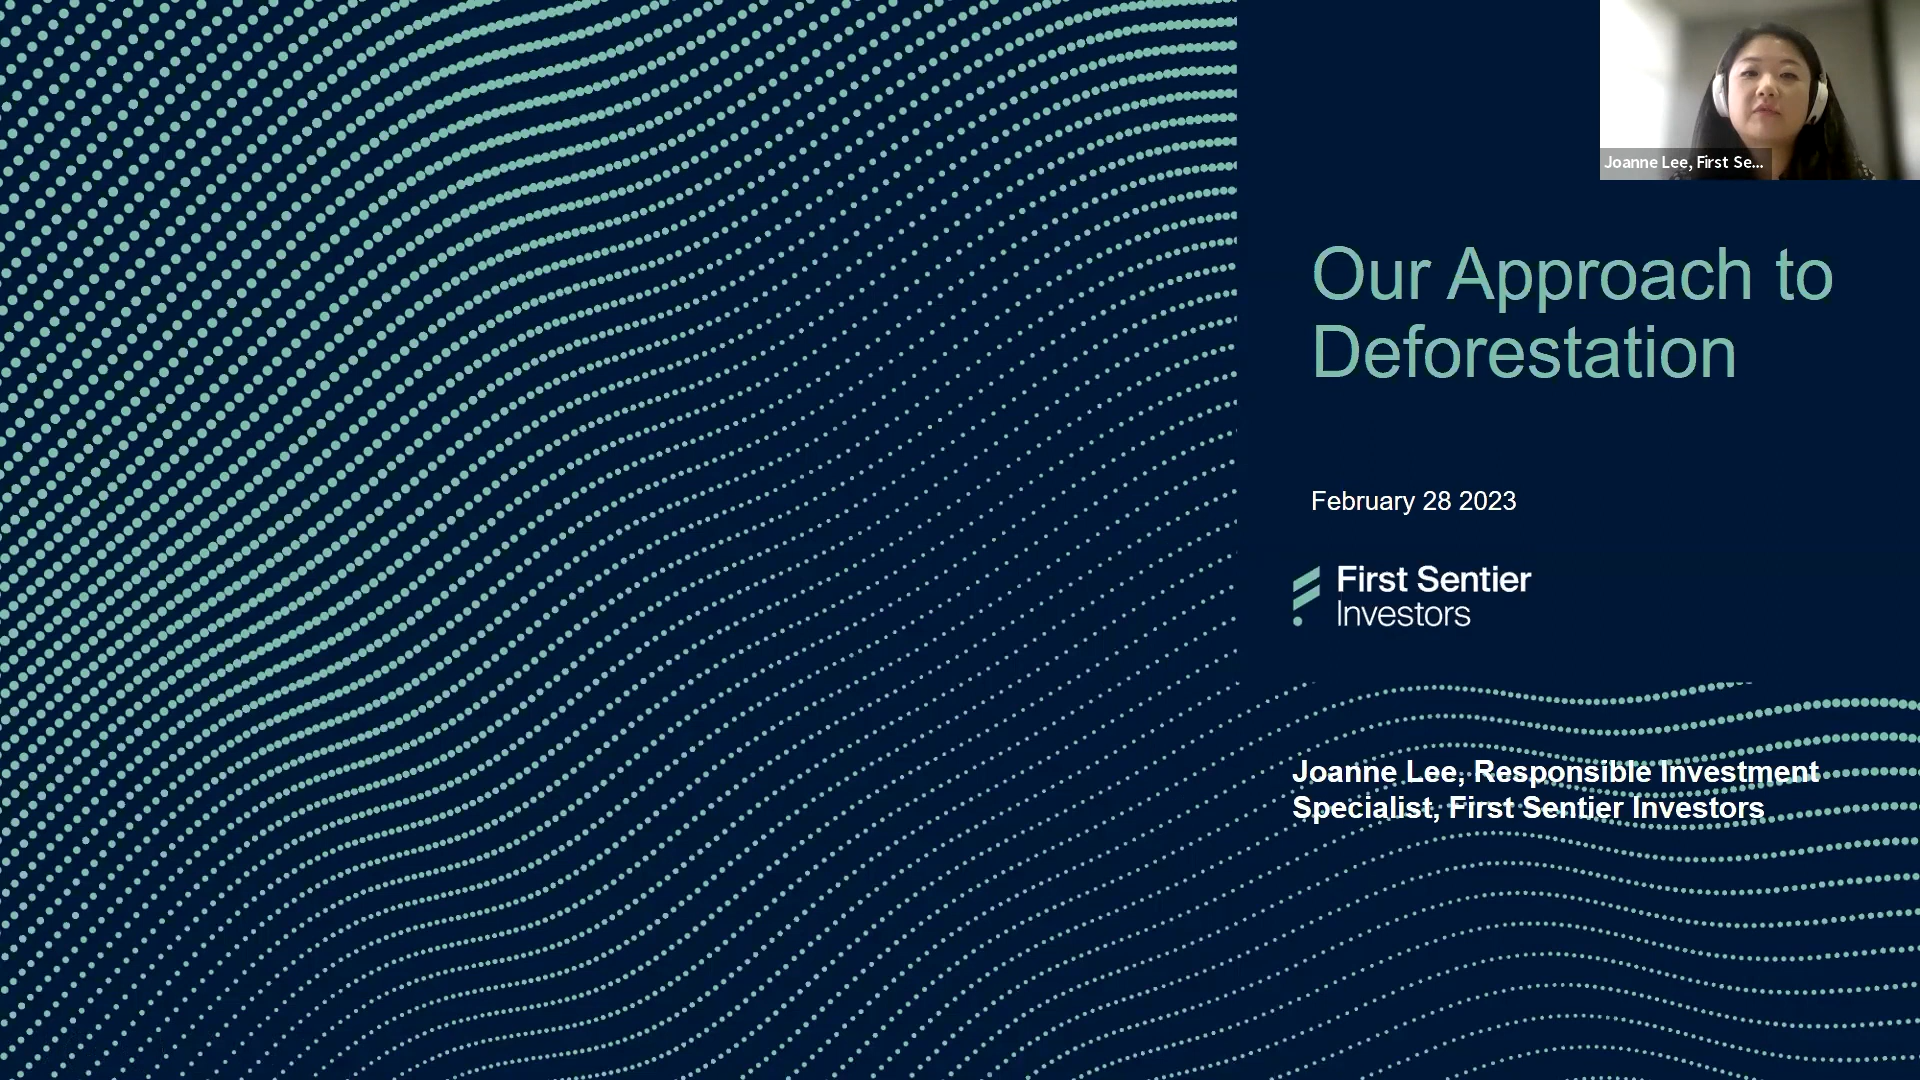 Joanne Lee, First Se...
Our Approach to
Deforestation
February 28 2023
First Sentier
Investors
Joanne Lee, Responsible Investment
Specialist, First Sentier Investors